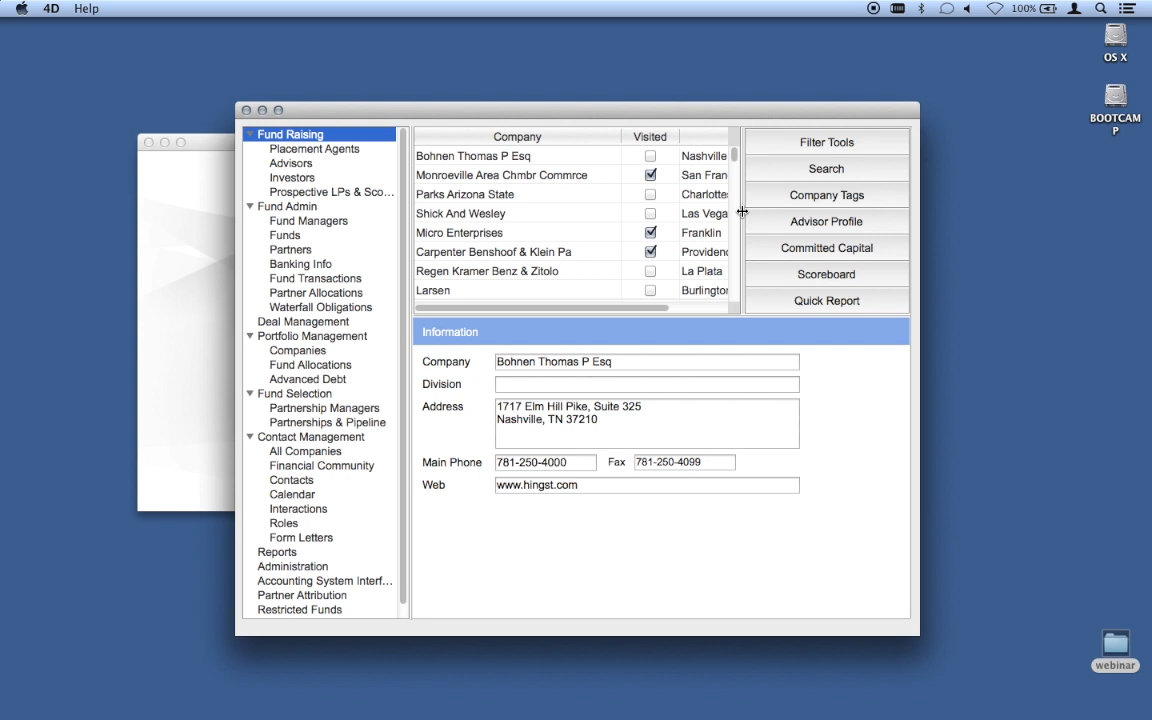 4D Help 100%
OS X
BOOTCAM
P
Fund Raising
Placement Agents
Advisors
Investors
Prospective LPs & Sco...
Fund Admin
Fund Managers
Funds
Partners
Banking Info
Fund Transactions
Partner Allocations
Waterfall Obligations
Deal Management
Portfolio Management
Companies
Fund Allocations
Advanced Debt
Fund Selection
Partnership Managers
Partnerships & Pipeline
Contact Management
All Companies
Financial Community
Contacts
Calendar
Interactions
Roles
Form Letters
Reports
Administration
Accounting System Interf...
Partner Attribution
Restricted Funds
Company Visited
Bohnen Thomas P Esq Nashville
Monroeville Area Chmbr Commrce San Fran
Parks Arizona State Charlotte
Shick And Wesley Las Vega
Micro Enterprises Franklin
Carpenter Benshoof & Klein Pa Providenc
Regen Kramer Benz & Zitolo La Plata
Larsen Burlington
Filter Tools
Search
Company Tags
Advisor Profile
Committed Capital
Scoreboard
Quick Report
Information
Company Bohnen Thomas P Esq
Division
Address 1717 Elm Hill Pike, Suite 325
Nashville, TN 37210
Main Phone 781-250-4000 Fax 781-250-4099
Web www.hingst.com
webinar